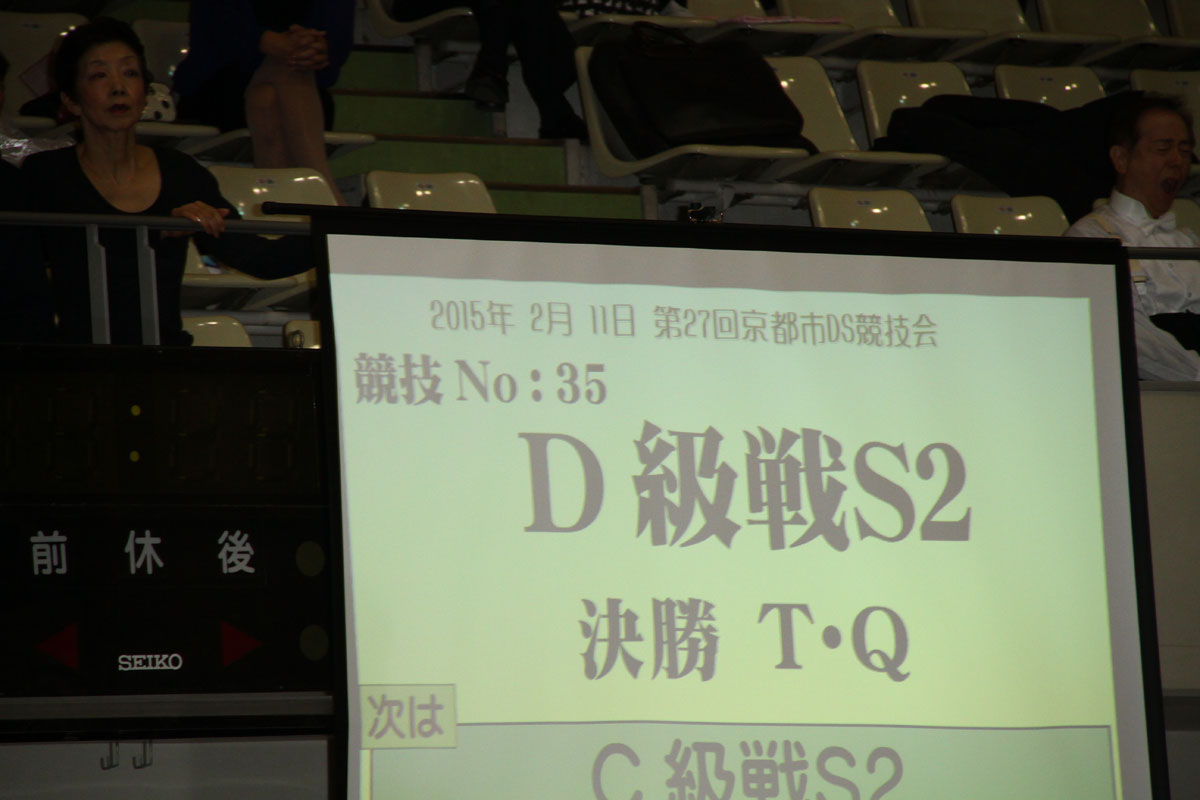 2015年 2月 11日 第27回京都市DS競技会
競技 No：35
D 級戦S2
決勝 T・Q
次は
C 級戦S2
前 休 後
SEIKO